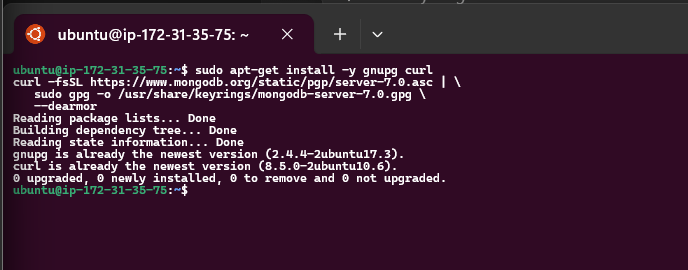 ubuntu@ip-172-31-35-75: ~
ubuntu@ip-172-31-35-75:~$ sudo apt-get install -y gnupg curl
curl -fsSL https://www.mongodb.org/static/pgp/server-7.0.asc | \
   sudo gpg -o /usr/share/keyrings/mongodb-server-7.0.gpg \
   --dearmor
Reading package lists... Done
Building dependency tree... Done
Reading state information... Done
gnupg is already the newest version (2.4.4-2ubuntu17.3).
curl is already the newest version (8.5.0-2ubuntu10.6).
0 upgraded, 0 newly installed, 0 to remove and 0 not upgraded.
ubuntu@ip-172-31-35-75:~$